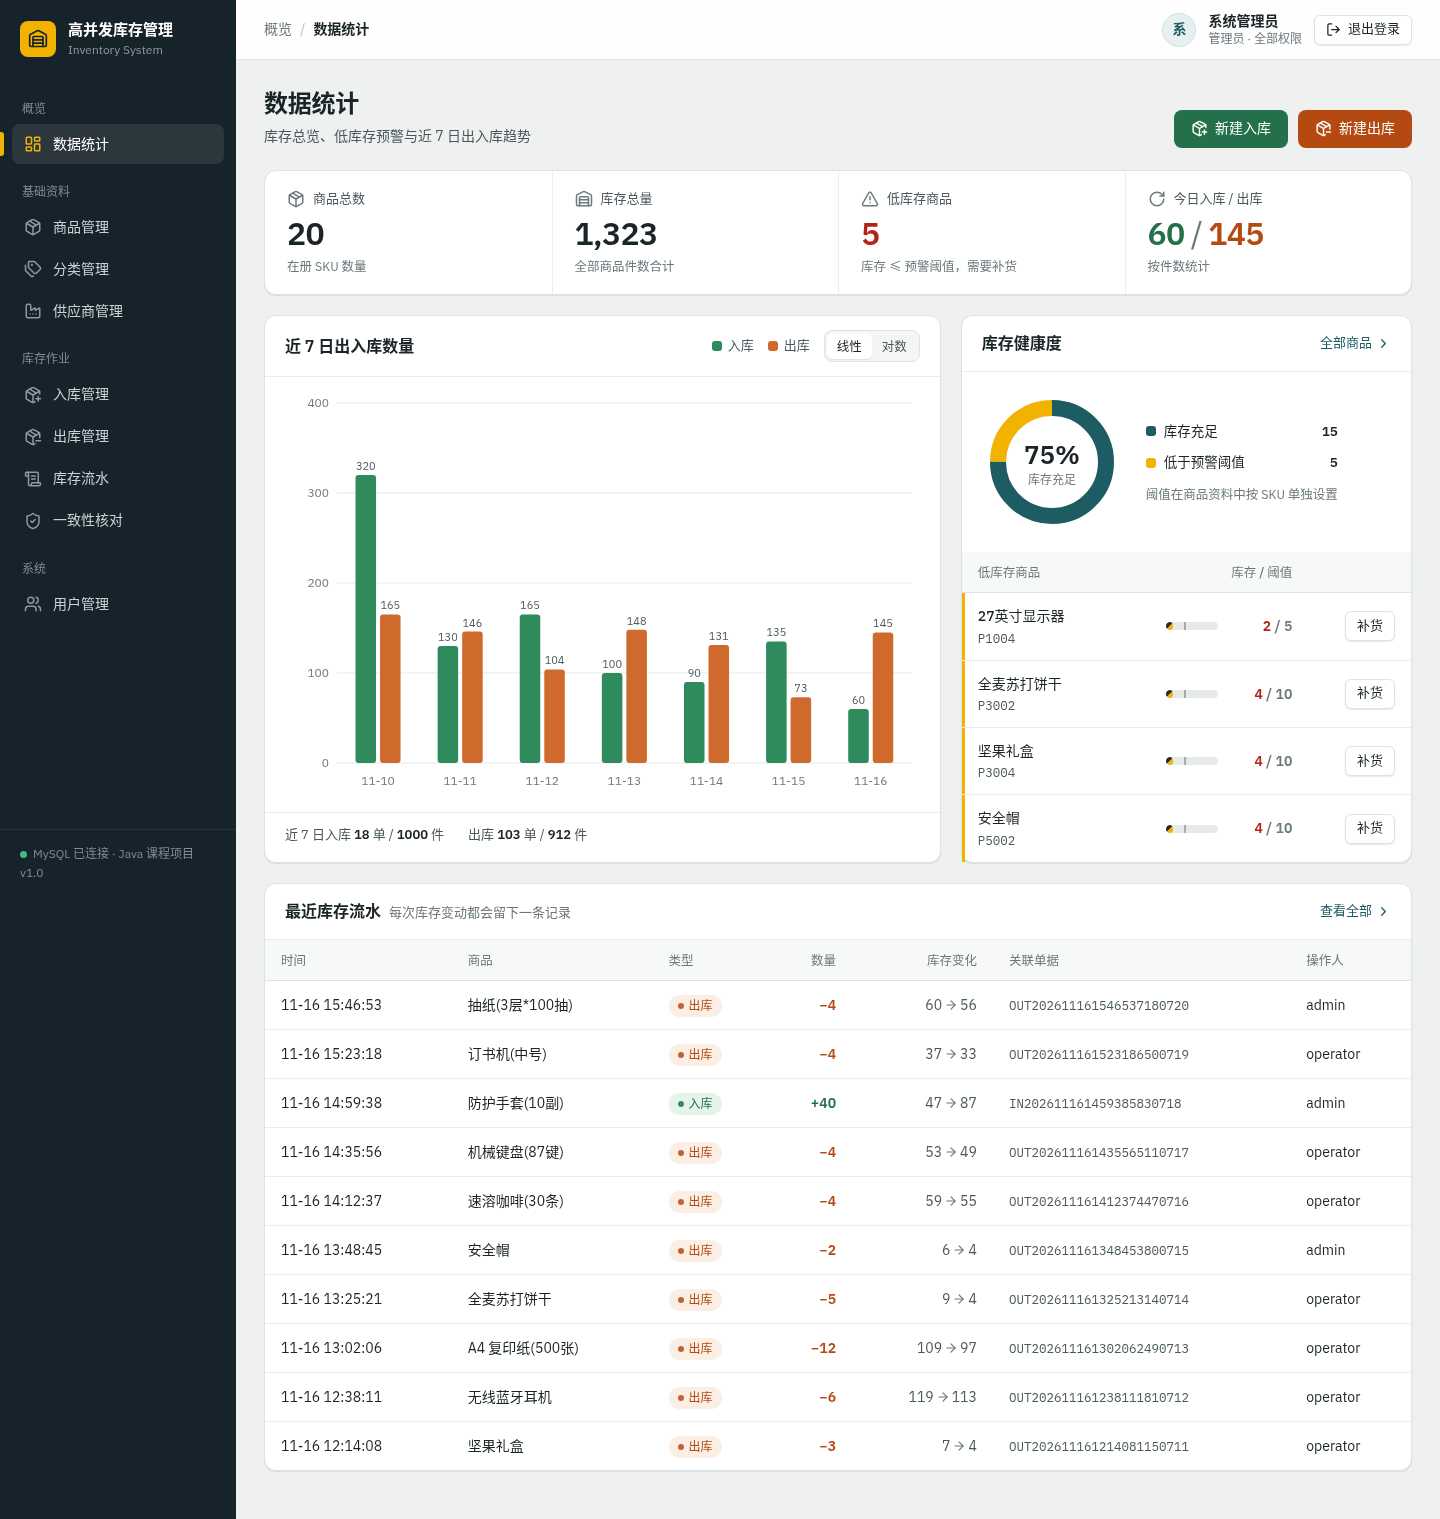 高并发库存管理
Inventory System
概览
数据统计
基础资料
商品管理
分类管理
供应商管理
库存作业
入库管理
出库管理
库存流水
一致性核对
系统
用户管理
MySQL 已连接 · Java 课程项目
v1.0
概览 / 数据统计
系
系统管理员
管理员 · 全部权限
退出登录
数据统计
库存总览、低库存预警与近 7 日出入库趋势
新建入库
新建出库
商品总数
20
在册 SKU 数量
库存总量
1,323
全部商品件数合计
低库存商品
5
库存 ≤ 预警阈值，需要补货
今日入库 / 出库
60 / 145
按件数统计
近 7 日出入库数量
入库 出库 线性 对数
400
300
200
100
0
320 165 130 146 165 104 100 148 90 131 135 73 60 145
11-10 11-11 11-12 11-13 11-14 11-15 11-16
近 7 日入库 18 单 / 1000 件 出库 103 单 / 912 件
库存健康度 全部商品
75%
库存充足
库存充足 15
低于预警阈值 5
阈值在商品资料中按 SKU 单独设置
低库存商品 库存 / 阈值
27英寸显示器
P1004
2 / 5 补货
全麦苏打饼干
P3002
4 / 10 补货
坚果礼盒
P3004
4 / 10 补货
安全帽
P5002
4 / 10 补货
最近库存流水 每次库存变动都会留下一条记录 查看全部
时间 商品 类型 数量 库存变化 关联单据 操作人
11-16 15:46:53 抽纸(3层*100抽) 出库 −4 60 → 56 OUT202611161546537180720 admin
11-16 15:23:18 订书机(中号) 出库 −4 37 → 33 OUT202611161523186500719 operator
11-16 14:59:38 防护手套(10副) 入库 +40 47 → 87 IN202611161459385830718 admin
11-16 14:35:56 机械键盘(87键) 出库 −4 53 → 49 OUT202611161435565110717 operator
11-16 14:12:37 速溶咖啡(30条) 出库 −4 59 → 55 OUT202611161412374470716 operator
11-16 13:48:45 安全帽 出库 −2 6 → 4 OUT202611161348453800715 admin
11-16 13:25:21 全麦苏打饼干 出库 −5 9 → 4 OUT202611161325213140714 operator
11-16 13:02:06 A4 复印纸(500张) 出库 −12 109 → 97 OUT202611161302062490713 operator
11-16 12:38:11 无线蓝牙耳机 出库 −6 119 → 113 OUT202611161238111810712 operator
11-16 12:14:08 坚果礼盒 出库 −3 7 → 4 OUT202611161214081150711 operator